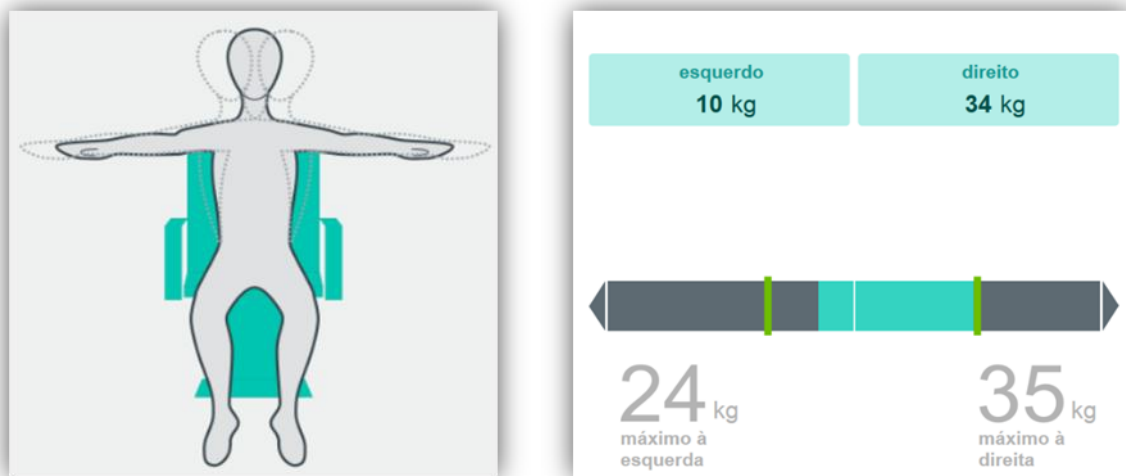 esquerdo
10 kg
direito
34 kg
24 kg
máximo à
esquerda
35 kg
máximo à
direita